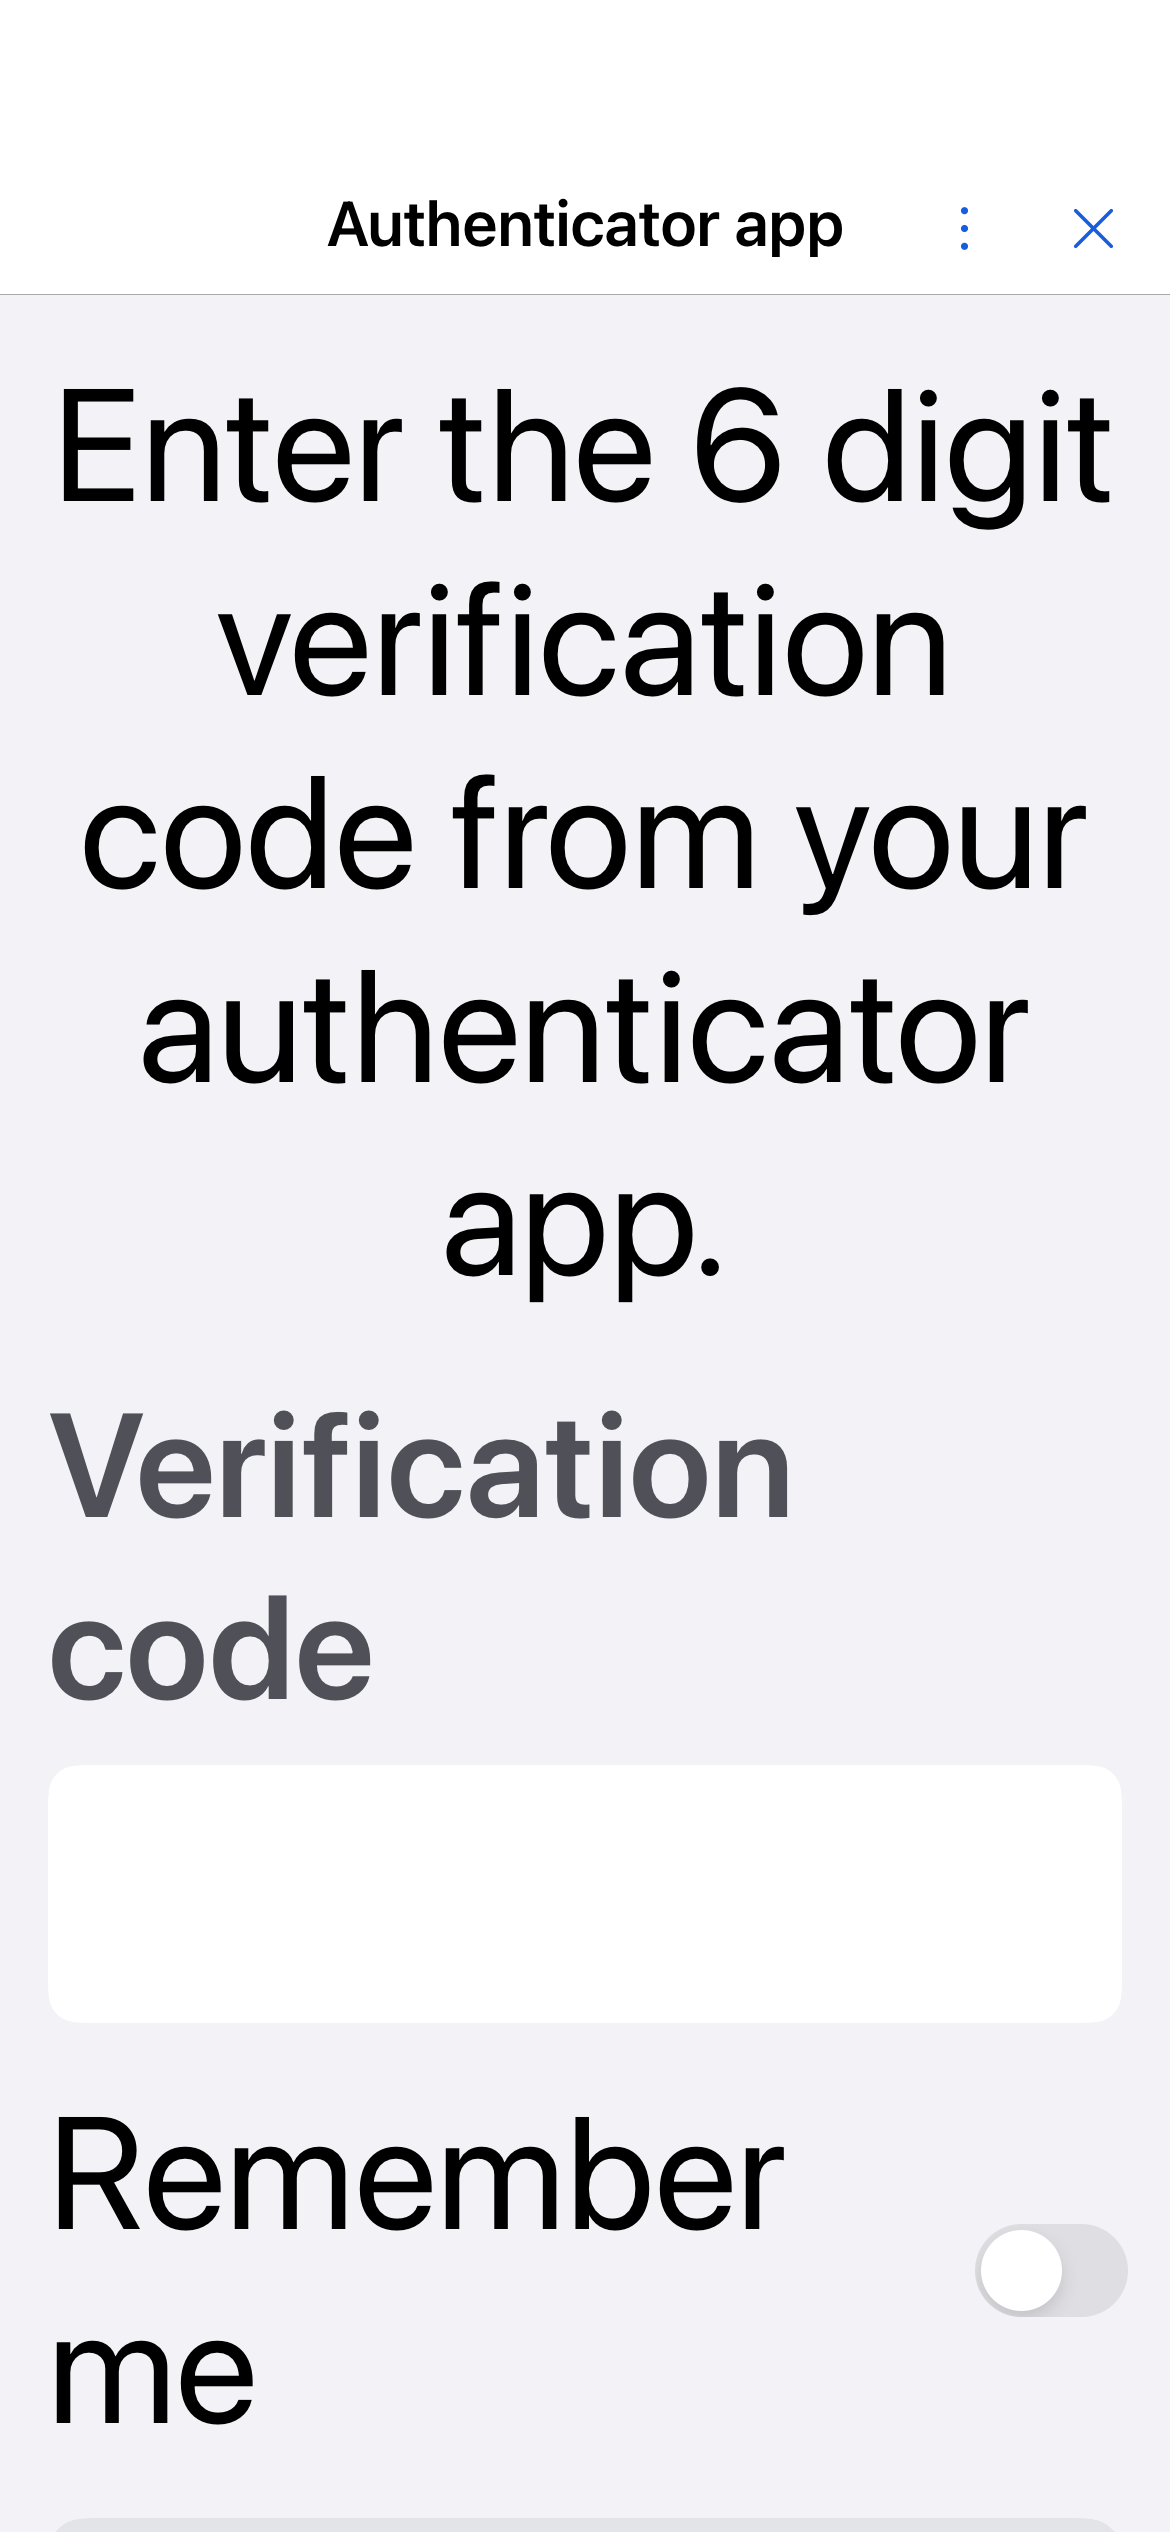 Authenticator app
Enter the 6 digit
verification
code from your
authenticator
app.
Verification
code
Remember
me